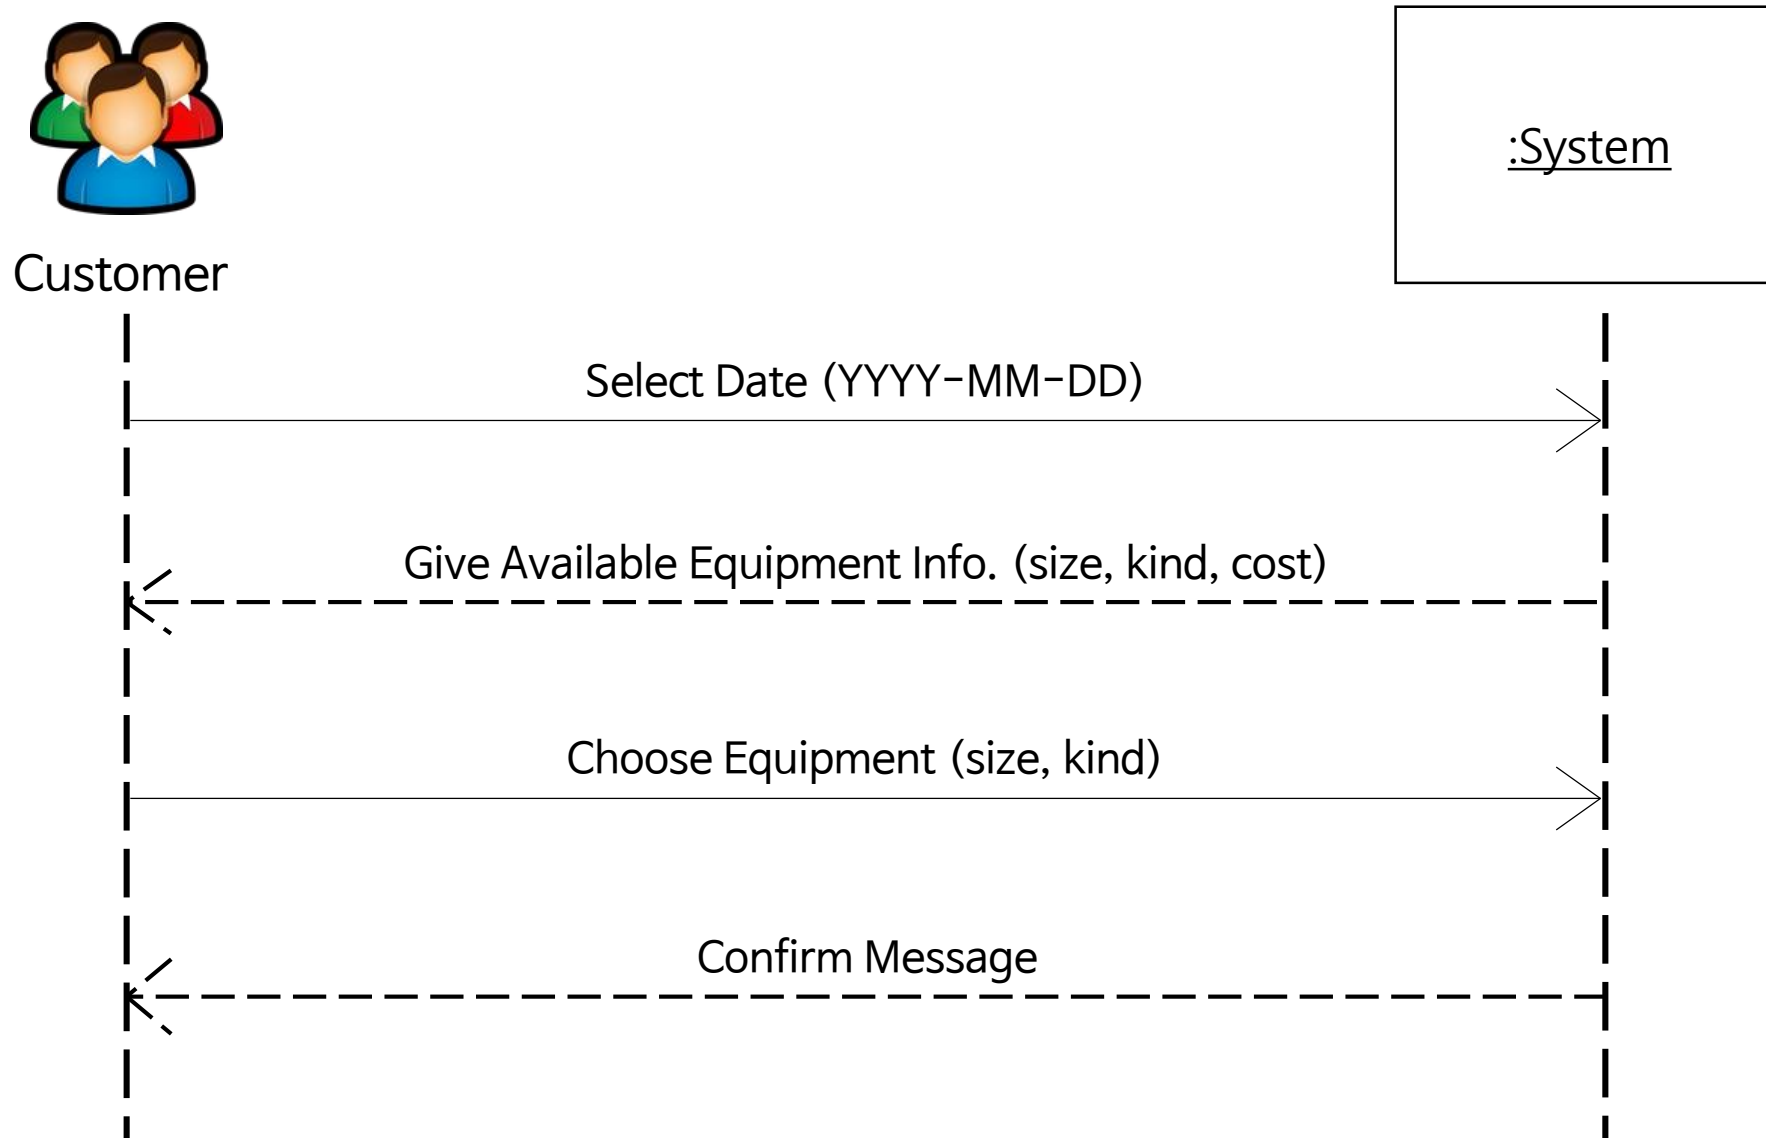 :System
Customer
Select Date (YYYY-MM-DD)
Give Available Equipment Info. (size, kind, cost)
Choose Equipment (size, kind)
Confirm Message